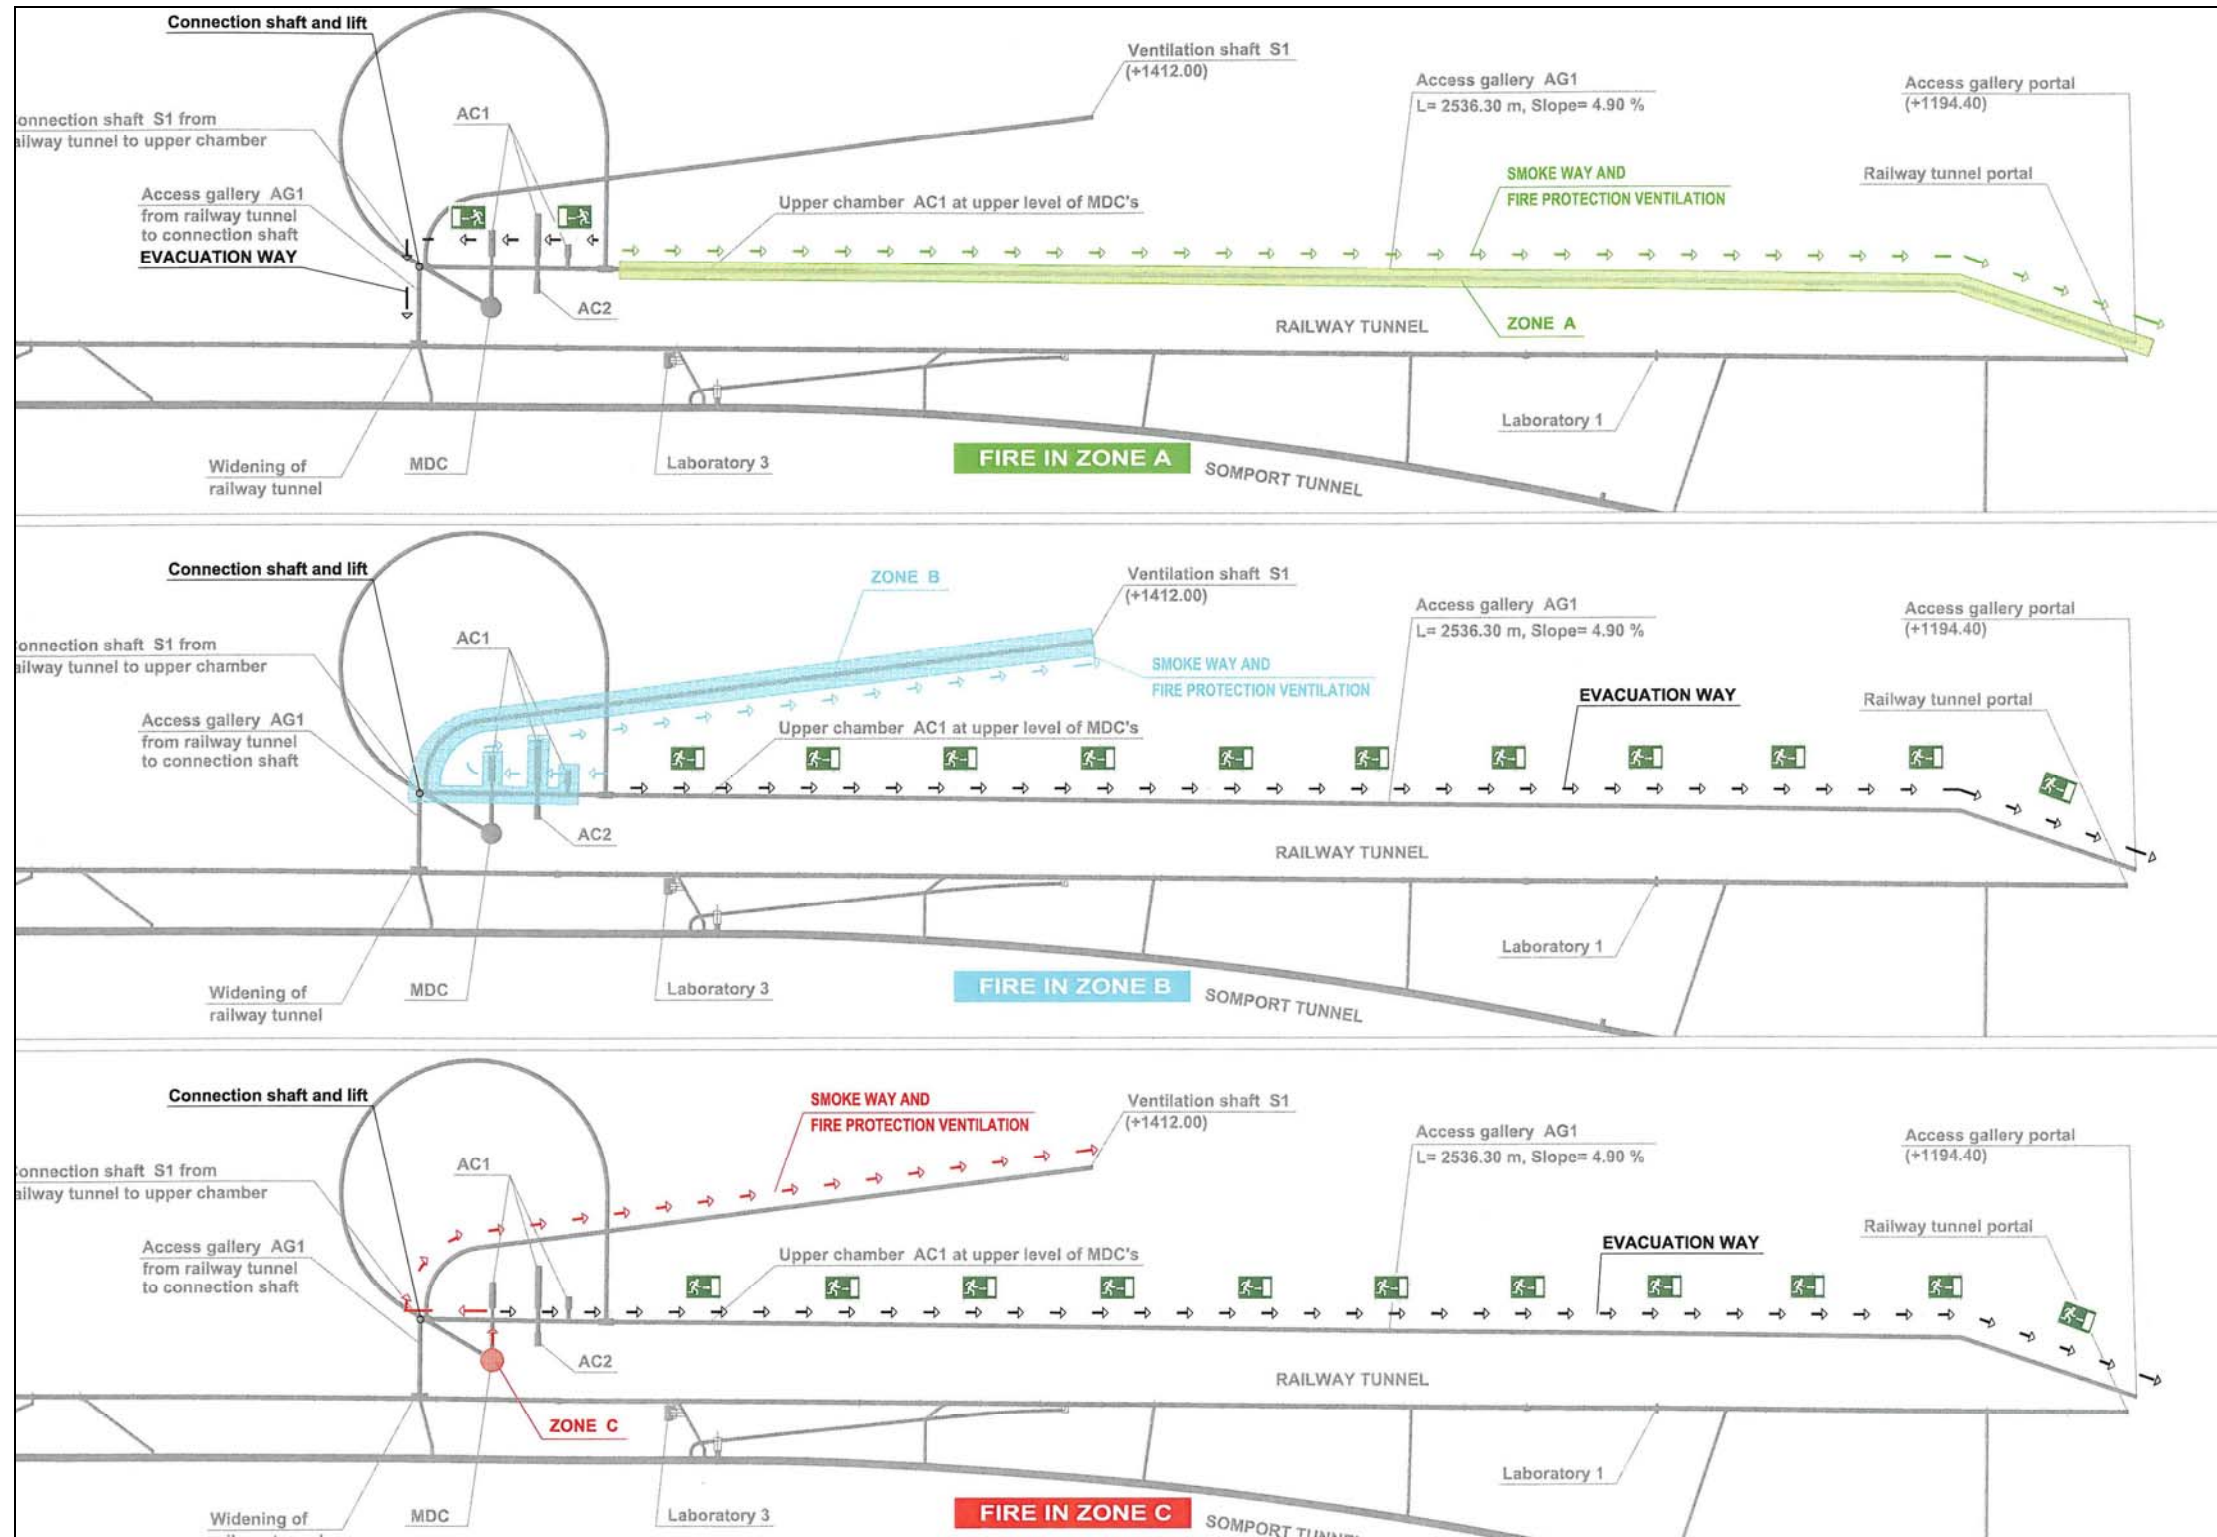 Connection shaft and lift
Ventilation shaft S1
(+1412.00)
Access gallery AG1
L= 2536.30 m, Slope= 4.90 %
Access gallery portal
(+1194.40)
onnection shaft S1 from
ailway tunnel to upper chamber
AC1
SMOKE WAY AND
FIRE PROTECTION VENTILATION
Railway tunnel portal
Access gallery AG1
from railway tunnel
to connection shaft
EVACUATION WAY
Upper chamber AC1 at upper level of MDC's
AC2
RAILWAY TUNNEL
ZONE A
Laboratory 1
Widening of
railway tunnel
MDC
Laboratory 3
FIRE IN ZONE A
SOMPORT TUNNEL
Connection shaft and lift
ZONE B
Ventilation shaft S1
(+1412.00)
Access gallery AG1
L= 2536.30 m, Slope= 4.90 %
Access gallery portal
(+1194.40)
onnection shaft S1 from
ailway tunnel to upper chamber
AC1
SMOKE WAY AND
FIRE PROTECTION VENTILATION
EVACUATION WAY
Railway tunnel portal
Access gallery AG1
from railway tunnel
to connection shaft
Upper chamber AC1 at upper level of MDC's
AC2
RAILWAY TUNNEL
Laboratory 1
Widening of
railway tunnel
MDC
Laboratory 3
FIRE IN ZONE B
SOMPORT TUNNEL
Connection shaft and lift
SMOKE WAY AND
FIRE PROTECTION VENTILATION
Ventilation shaft S1
(+1412.00)
Access gallery AG1
L= 2536.30 m, Slope= 4.90 %
Access gallery portal
(+1194.40)
onnection shaft S1 from
ailway tunnel to upper chamber
AC1
EVACUATION WAY
Railway tunnel portal
Access gallery AG1
from railway tunnel
to connection shaft
Upper chamber AC1 at upper level of MDC's
AC2
RAILWAY TUNNEL
ZONE C
Laboratory 1
Widening of
MDC
Laboratory 3
FIRE IN ZONE C
SOMPORT